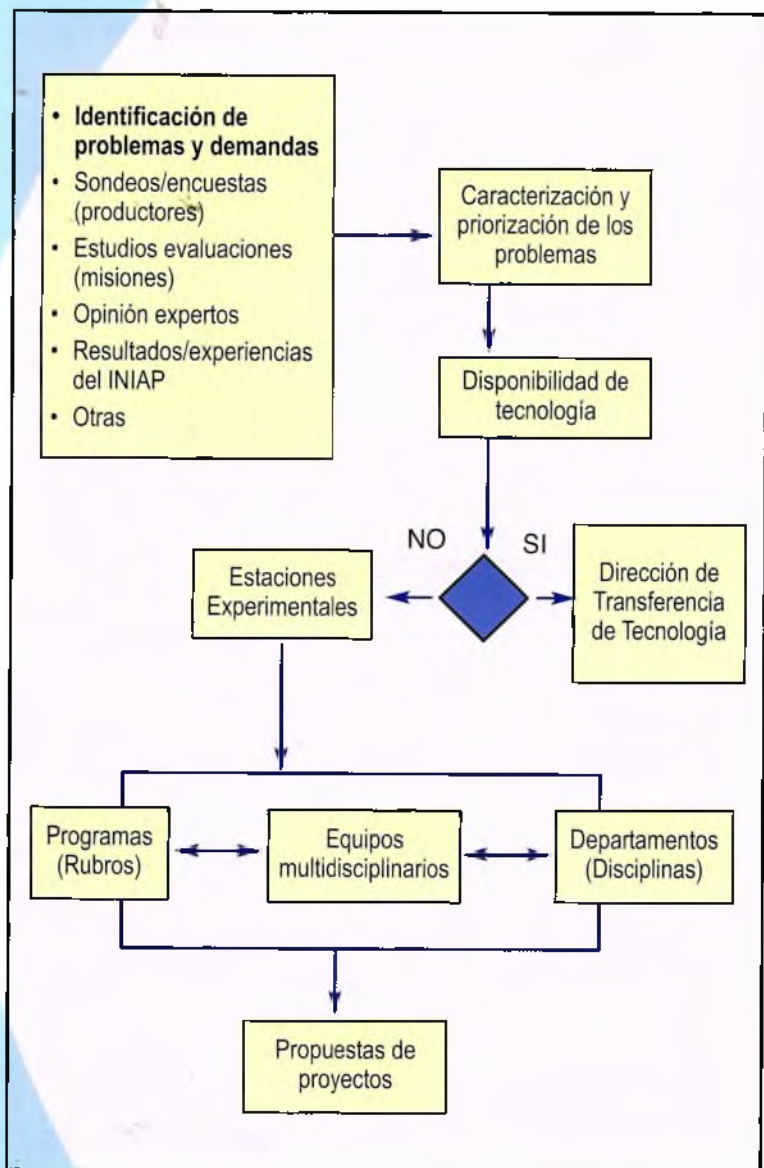 • Identificación de
problemas y demandas
• Sondeos/encuestas
(productores)
• Estudios evaluaciones
(misiones)
• Opinión expertos
• Resultados/experiencias
del INIAP
• Otras
Caracterización y
priorización de los
problemas
Disponibilidad de
tecnología
NO
SI
Estaciones
Experimentales
Dirección de
Transferencia
de Tecnología
Programas
(Rubros)
Equipos
multidisciplinarios
Departamentos
(Disciplinas)
Propuestas de
proyectos